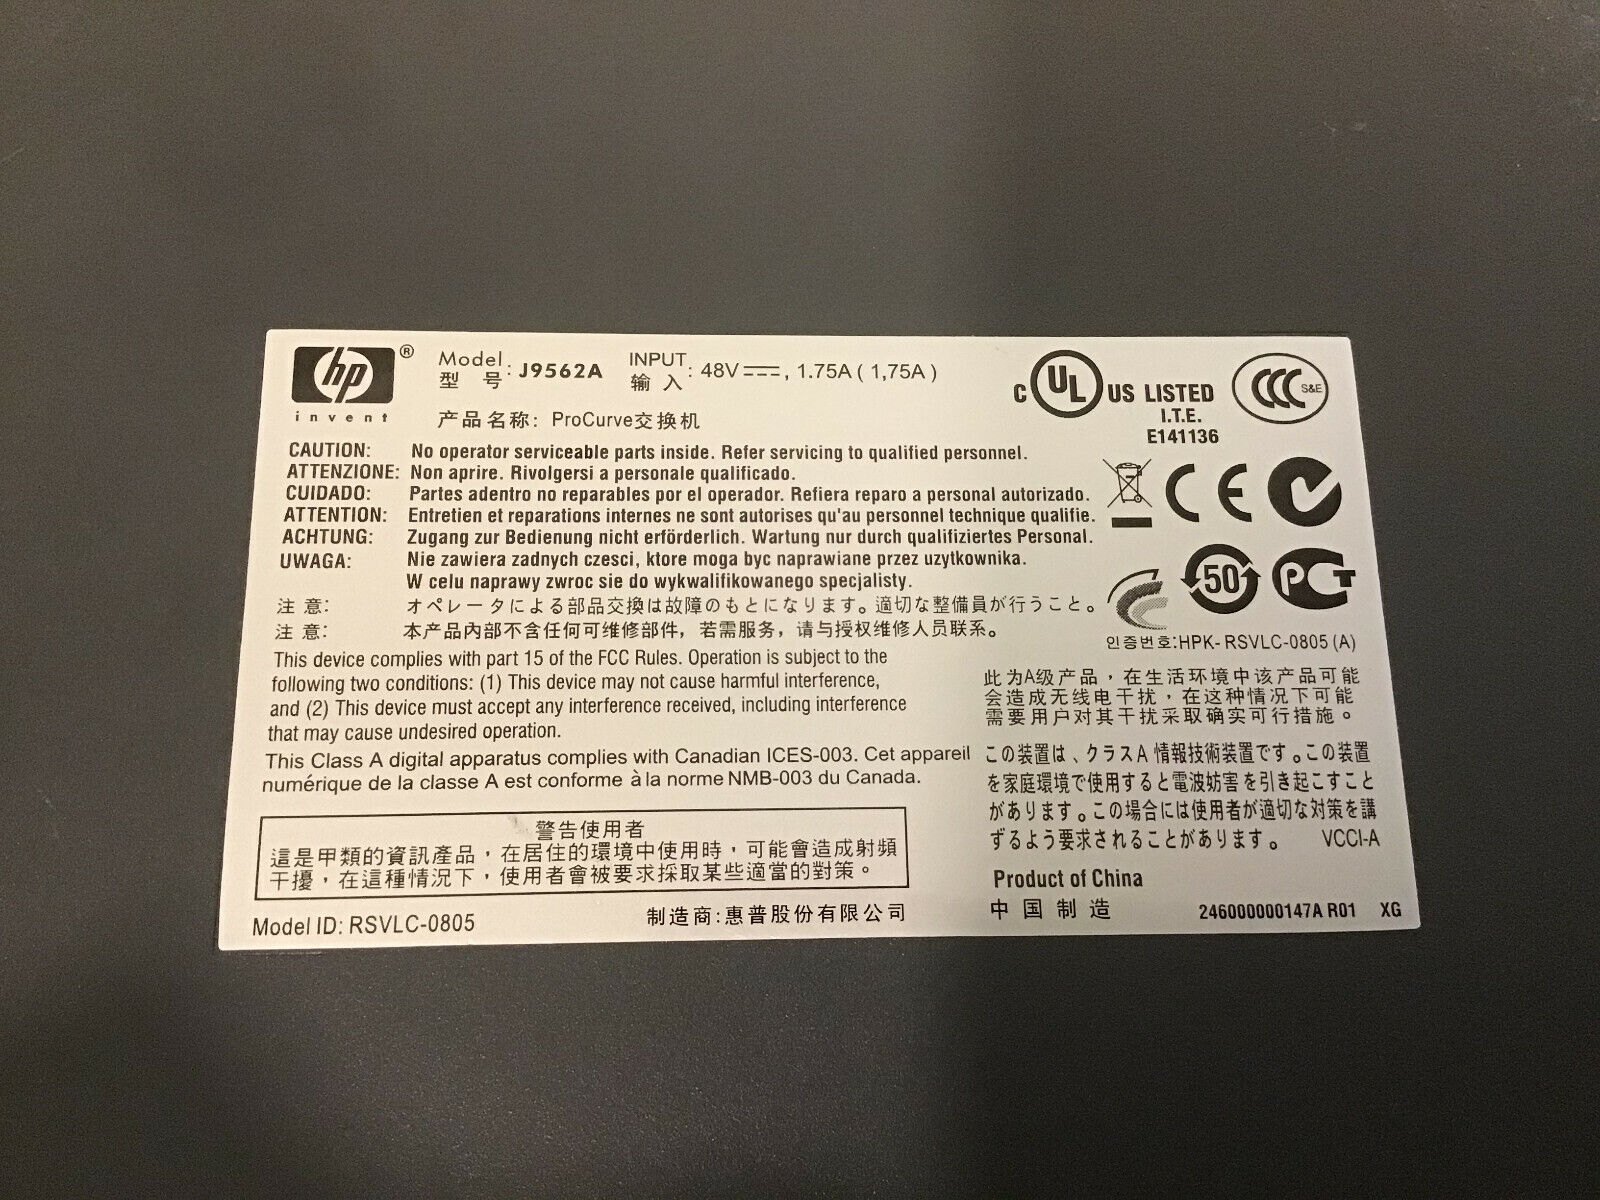 hp ®
invent
Model : J9562A
型 号
INPUT : 48V ⎓ , 1.75A ( 1,75A )
输 入
产品名称: ProCurve交换机
C UL US LISTED
I.T.E.
E141136
CCC S&E
CAUTION: No operator serviceable parts inside. Refer servicing to qualified personnel.
ATTENZIONE: Non aprire. Rivolgersi a personale qualificado.
CUIDADO: Partes adentro no reparables por el operador. Refiera reparo a personal autorizado.
ATTENTION: Entretien et reparations internes ne sont autorises qu'au personnel technique qualifie.
ACHTUNG: Zugang zur Bedienung nicht erförderlich. Wartung nur durch qualifiziertes Personal.
UWAGA: Nie zawiera zadnych czesci, ktore moga byc naprawiane przez uzytkownika.
W celu naprawy zwroc sie do wykwalifikowanego specjalisty.
注 意: オペレータによる部品交換は故障のもとになります。適切な整備員が行うこと。
注 意: 本产品内部不含任何可维修部件，若需服务，请与授权维修人员联系。
CE
50
PCT
인증번호:HPK- RSVLC-0805 (A)
This device complies with part 15 of the FCC Rules. Operation is subject to the
following two conditions: (1) This device may not cause harmful interference,
and (2) This device must accept any interference received, including interference
that may cause undesired operation.
This Class A digital apparatus complies with Canadian ICES-003. Cet appareil
numérique de la classe A est conforme à la norme NMB-003 du Canada.
此为A级产品，在生活环境中该产品可能
会造成无线电干扰，在这种情况下可能
需要用户对其干扰采取确实可行措施。
この装置は、クラスA 情報技術装置です。この装置
を家庭環境で使用すると電波妨害を引き起こすこと
があります。この場合には使用者が適切な対策を講
ずるよう要求されることがあります。 VCCI-A
警告使用者
這是甲類的資訊產品，在居住的環境中使用時，可能會造成射頻
干擾，在這種情況下，使用者會被要求採取某些適當的對策。
Model ID: RSVLC-0805
制造商:惠普股份有限公司
Product of China
中 国 制 造
246000000147A R01 XG